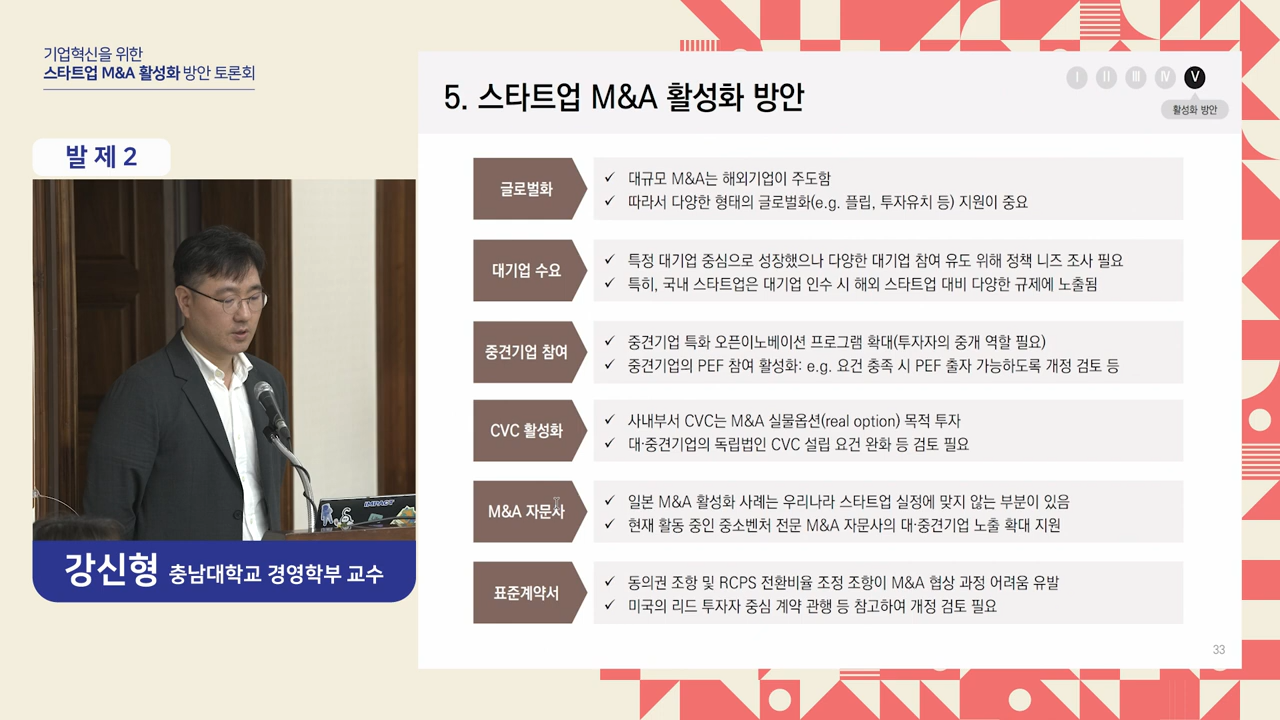 기업혁신을 위한
스타트업 M&A 활성화 방안 토론회
발 제 2
IMPACT
강신형 충남대학교 경영학부 교수
5. 스타트업 M&A 활성화 방안
I II III IV V
활성화 방안
글로벌화
✓ 대규모 M&A는 해외기업이 주도함
✓ 따라서 다양한 형태의 글로벌화(e.g. 플립, 투자유치 등) 지원이 중요
대기업 수요
✓ 특정 대기업 중심으로 성장했으나 다양한 대기업 참여 유도 위해 정책 니즈 조사 필요
✓ 특히, 국내 스타트업은 대기업 인수 시 해외 스타트업 대비 다양한 규제에 노출됨
중견기업 참여
✓ 중견기업 특화 오픈이노베이션 프로그램 확대(투자자의 중개 역할 필요)
✓ 중견기업의 PEF 참여 활성화: e.g. 요건 충족 시 PEF 출자 가능하도록 개정 검토 등
CVC 활성화
✓ 사내부서 CVC는 M&A 실물옵션(real option) 목적 투자
✓ 대·중견기업의 독립법인 CVC 설립 요건 완화 등 검토 필요
M&A 자문사
✓ 일본 M&A 활성화 사례는 우리나라 스타트업 실정에 맞지 않는 부분이 있음
✓ 현재 활동 중인 중소벤처 전문 M&A 자문사의 대·중견기업 노출 확대 지원
표준계약서
✓ 동의권 조항 및 RCPS 전환비율 조정 조항이 M&A 협상 과정 어려움 유발
✓ 미국의 리드 투자자 중심 계약 관행 등 참고하여 개정 검토 필요
33